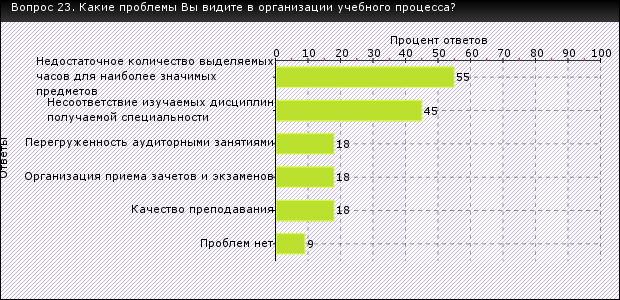 Вопрос 23. Какие проблемы Вы видите в организации учебного процесса?
Процент ответов
0 10 20 30 40 50 60 70 80 90 100
Ответы
Недостаточное количество выделяемых
часов для наиболее значимых
предметов
55
Несоответствие изучаемых дисциплин
получаемой специальности
45
Перегруженность аудиторными занятиями
18
Организация приема зачетов и экзаменов
18
Качество преподавания
18
Проблем нет
9